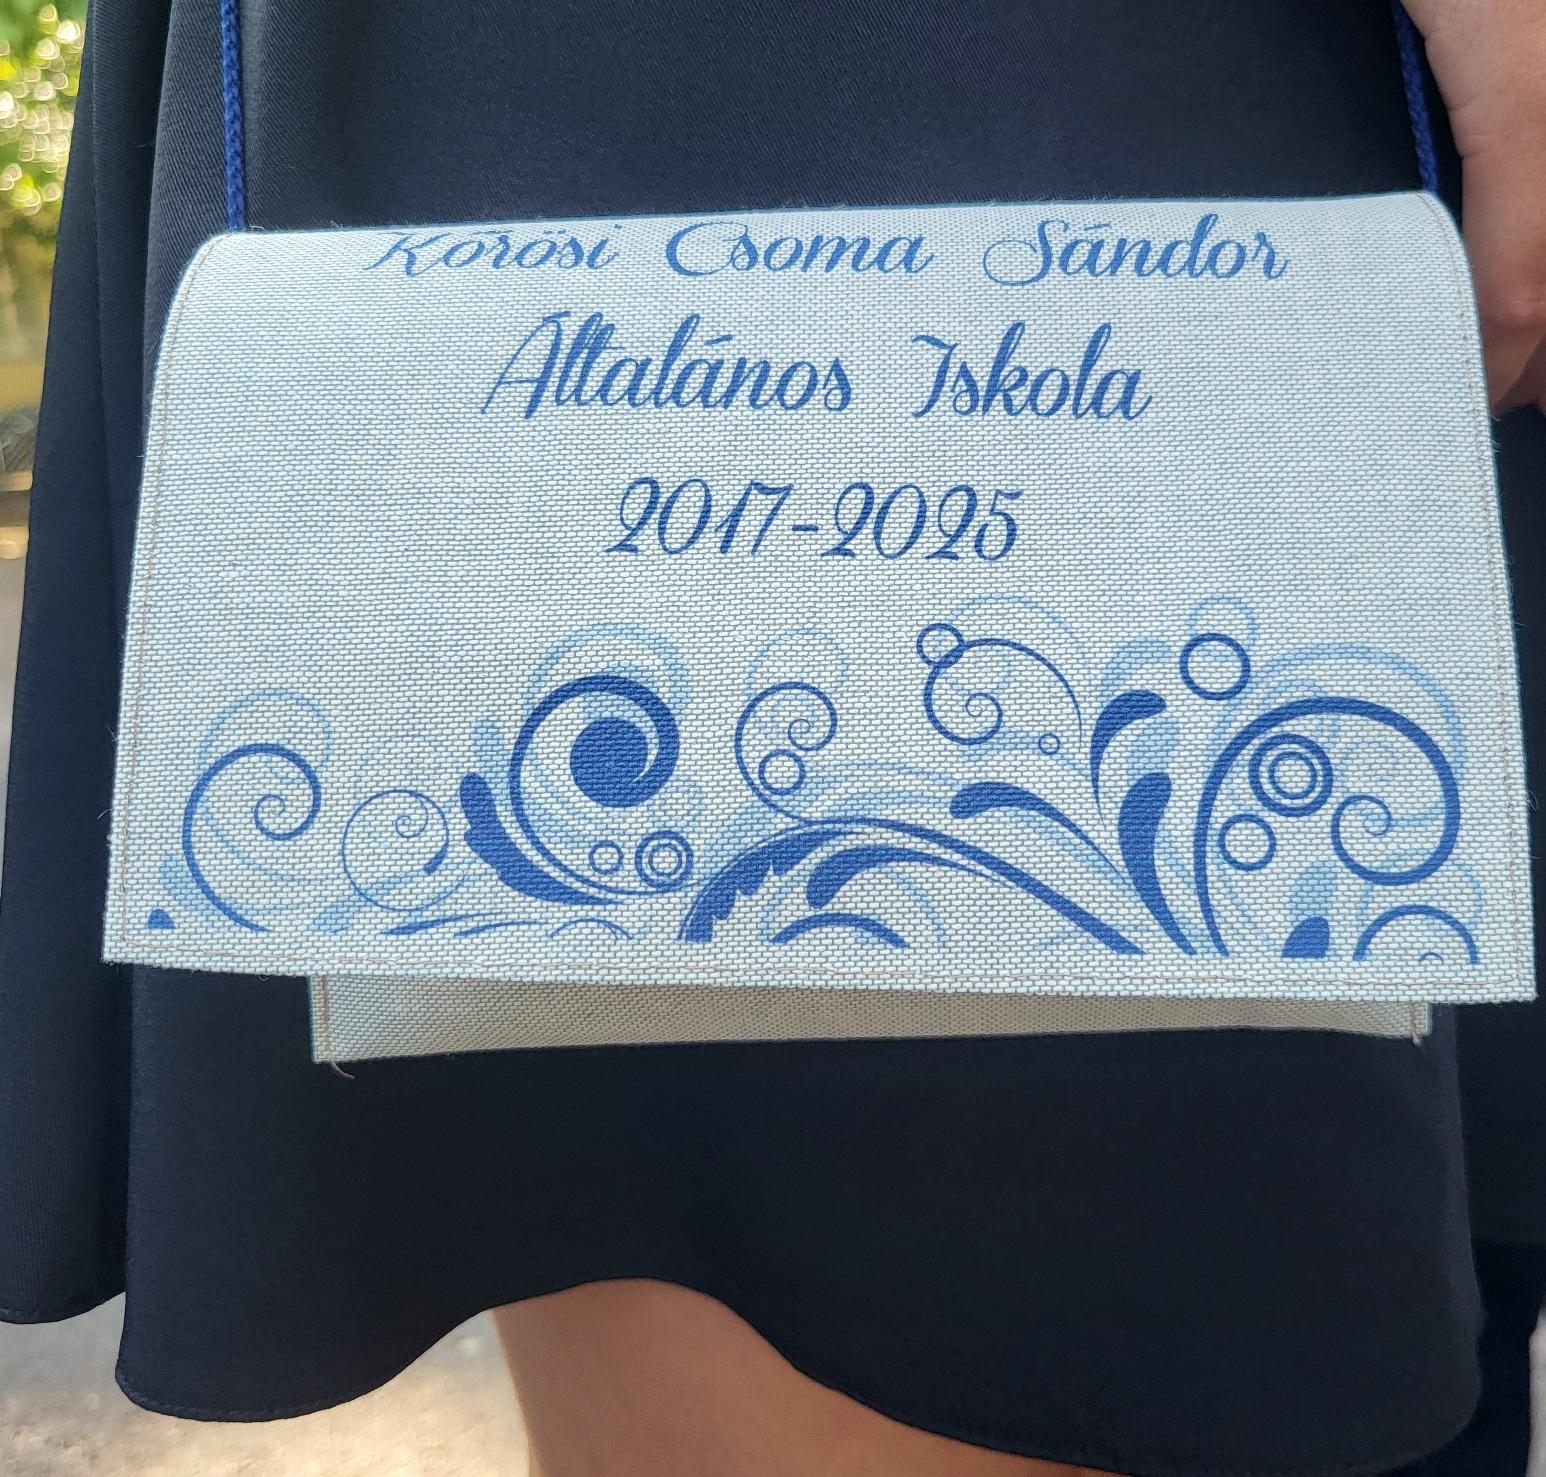 Kőrösi Csoma Sándor
Általános Iskola
2017-2025